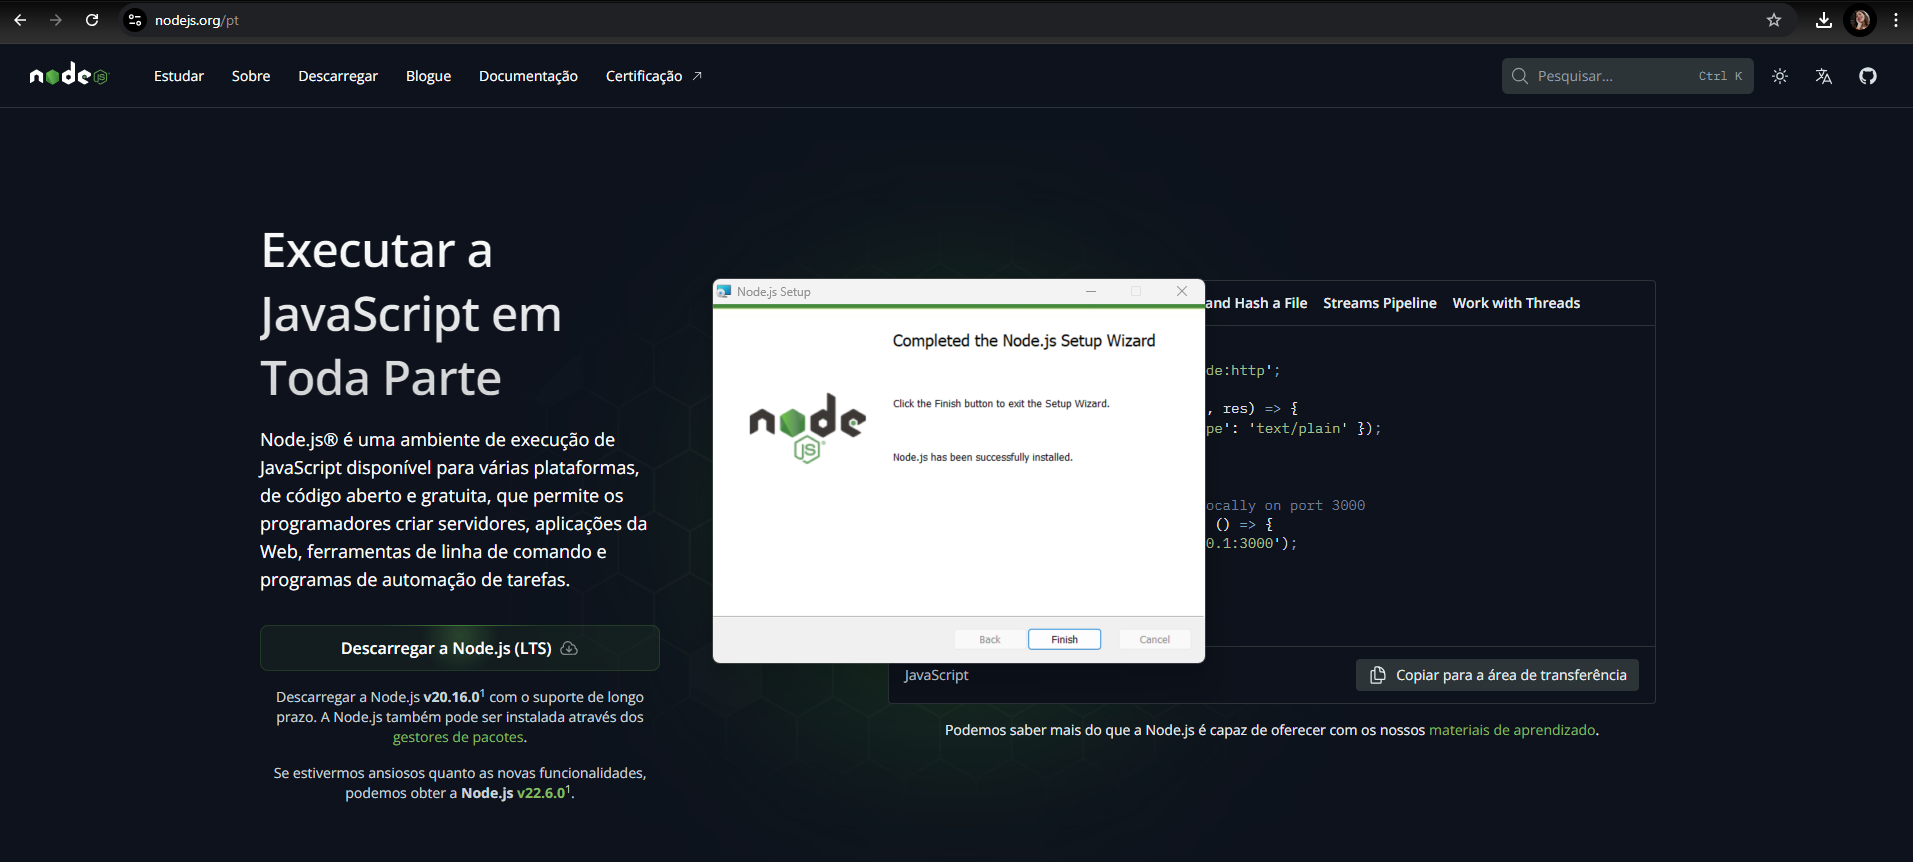 nodejs.org/pt
node JS
Estudar
Sobre
Descarregar
Blogue
Documentação
Certificação
Pesquisar...
Ctrl K
Executar a
JavaScript em
Toda Parte
Node.js® é uma ambiente de execução de
JavaScript disponível para várias plataformas,
de código aberto e gratuita, que permite os
programadores criar servidores, aplicações da
Web, ferramentas de linha de comando e
programas de automação de tarefas.
Descarregar a Node.js (LTS)
Descarregar a Node.js v20.16.0¹ com o suporte de longo
prazo. A Node.js também pode ser instalada através dos
gestores de pacotes.
Se estivermos ansiosos quanto as novas funcionalidades,
podemos obter a Node.js v22.6.0¹.
Node.js Setup
Completed the Node.js Setup Wizard
Click the Finish button to exit the Setup Wizard.
node
JS
Node.js has been successfully installed.
Back
Finish
Cancel
and Hash a File
Streams Pipeline
Work with Threads
de:http';
, res) => {
pe': 'text/plain' });
ocally on port 3000
() => {
0.1:3000');
JavaScript
Copiar para a área de transferência
Podemos saber mais do que a Node.js é capaz de oferecer com os nossos materiais de aprendizado.